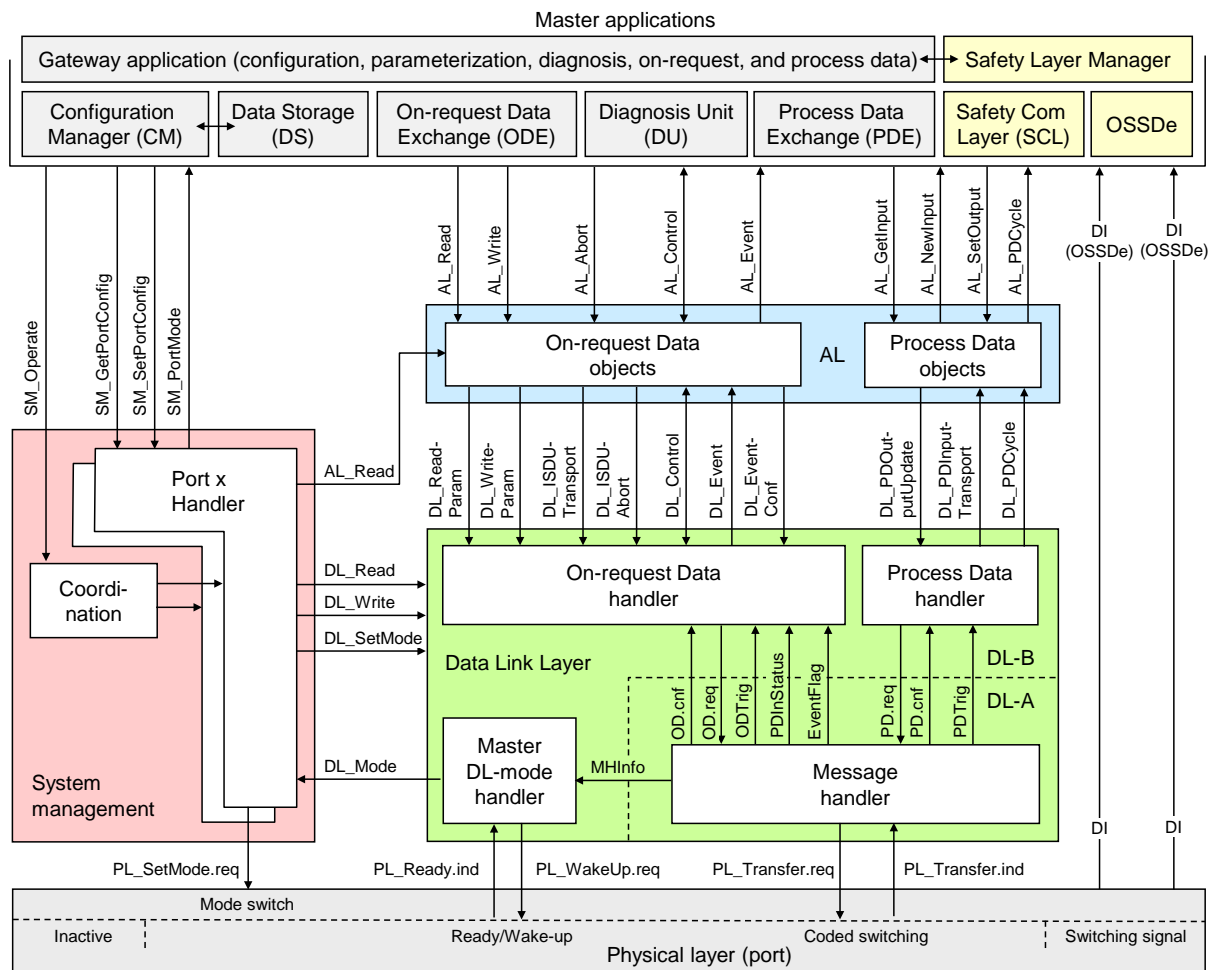 Master applications
Gateway application (configuration, parameterization, diagnosis, on-request, and process data)
Safety Layer Manager
Configuration
Manager (CM)
Data Storage
(DS)
On-request Data
Exchange (ODE)
Diagnosis Unit
(DU)
Process Data
Exchange (PDE)
Safety Com
Layer (SCL)
OSSDe
SM_Operate
SM_GetPortConfig
SM_SetPortConfig
SM_PortMode
AL_Read
AL_Write
AL_Abort
AL_Control
AL_Event
AL_GetInput
AL_NewInput
AL_SetOutput
AL_PDCycle
DI
(OSSDe)
DI
(OSSDe)
On-request Data
objects
AL
Process Data
objects
AL_Read
Port x
Handler
Coordi-
nation
DL_Read-
Param
DL_Write-
Param
DL_ISDU-
Transport
DL_ISDU-
Abort
DL_Control
DL_Event
DL_Event-
Conf
DL_PDOut-
putUpdate
DL_PDInput-
Transport
DL_PDCycle
DL_Read
DL_Write
DL_SetMode
On-request Data
handler
Process Data
handler
Data Link Layer
DL-B
DL-A
OD.cnf
OD.req
ODTrig
PDInStatus
EventFlag
PD.req
PD.cnf
PDTrig
System
management
DL_Mode
Master
DL-mode
handler
MHInfo
Message
handler
DI
DI
PL_SetMode.req
PL_Ready.ind
PL_WakeUp.req
PL_Transfer.req
PL_Transfer.ind
Mode switch
Inactive
Ready/Wake-up
Coded switching
Switching signal
Physical layer (port)